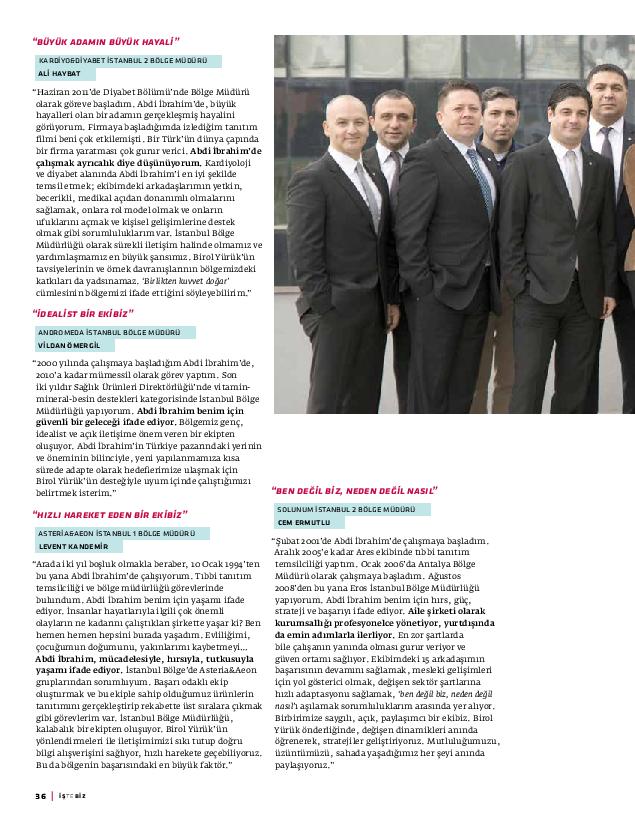 “BÜYÜK ADAMIN BÜYÜK HAYALİ”
KARDİYO&DİYABET İSTANBUL 2 BÖLGE MÜDÜRÜ
ALİ HAYBAT
“Haziran 2011’de Diyabet Bölümü’nde Bölge Müdürü
olarak göreve başladım. Abdi İbrahim’de, büyük
hayalleri olan bir adamın gerçekleşmiş hayalini
görüyorum. Firmaya başladığımda izlediğim tanıtım
filmi beni çok etkilemişti. Bir Türk’ün dünya çapında
bir firma yaratması çok gurur verici. Abdi İbrahim’de
çalışmak ayrıcalık diye düşünüyorum. Kardiyoloji
ve diyabet alanında Abdi İbrahim’i en iyi şekilde
temsil etmek; ekibimdeki arkadaşlarımın yetkin,
becerikli, medikal açıdan donanımlı olmalarını
sağlamak, onlara rol model olmak ve onların
ufuklarını açmak ve kişisel gelişimlerine destek
olmak gibi sorumluluklarım var. İstanbul Bölge
Müdürlüğü olarak sürekli iletişim halinde olmamız ve
yardımlaşmamız en büyük şansımız. Birol Yürük’ün
tavsiyelerinin ve örnek davranışlarının bölgemizdeki
katkıları da yadsınamaz. ‘Birlikten kuvvet doğar’
cümlesinin bölgemizi ifade ettiğini söyleyebilirim.”
“İDEALİST BİR EKİBİZ”
ANDROMEDA İSTANBUL BÖLGE MÜDÜRÜ
VİLDAN ÖMERGİL
“2000 yılında çalışmaya başladığım Abdi İbrahim’de,
2010’a kadar mümessil olarak görev yaptım. Son
iki yıldır Sağlık Ürünleri Direktörlüğü’nde vitamin-
mineral-besin destekleri kategorisinde İstanbul Bölge
Müdürlüğü yapıyorum. Abdi İbrahim benim için
güvenli bir geleceği ifade ediyor. Bölgemiz genç,
idealist ve açık iletişime önem veren bir ekipten
oluşuyor. Abdi İbrahim’in Türkiye pazarındaki yerinin
ve öneminin bilinciyle, yeni yapılanmamıza kısa
sürede adapte olarak hedeflerimize ulaşmak için
Birol Yürük’ün desteğiyle uyum içinde çalıştığımızı
belirtmek isterim.”
“HIZLI HAREKET EDEN BİR EKİBİZ”
ASTERİA&AEON İSTANBUL 1 BÖLGE MÜDÜRÜ
LEVENT KANDEMİR
“Arada iki yıl boşluk olmakla beraber, 10 Ocak 1994’ten
bu yana Abdi İbrahim’de çalışıyorum. Tıbbi tanıtım
temsilciliği ve bölge müdürlüğü görevlerinde
bulundum. Abdi İbrahim benim için yaşamı ifade
ediyor. İnsanlar hayatlarıyla ilgili çok önemli
olayların ne kadarını çalıştıkları şirkette yaşar ki? Ben
hemen hemen hepsini burada yaşadım. Evliliğimi,
çocuğumun doğumunu, yakınlarımı kaybetmeyi...
Abdi İbrahim, mücadelesiyle, hırsıyla, tutkusuyla
yaşamı ifade ediyor. İstanbul Bölge’de Asteria&Aeon
gruplarından sorumluyum. Başarı odaklı ekip
oluşturmak ve bu ekiple sahip olduğumuz ürünlerin
tanıtımını gerçekleştirip rekabette üst sıralara çıkmak
gibi görevlerim var. İstanbul Bölge Müdürlüğü,
kalabalık bir ekipten oluşuyor. Birol Yürük’ün
yönlendirmeleri ile iletişimimizi sıkı tutup doğru
bilgi alışverişini sağlıyor, hızlı harekete geçebiliyoruz.
Bu da bölgenin başarısındaki en büyük faktör.”
“BEN DEĞİL BİZ, NEDEN DEĞİL NASIL”
SOLUNUM İSTANBUL 2 BÖLGE MÜDÜRÜ
CEM ERMUTLU
“Şubat 2001’de Abdi İbrahim’de çalışmaya başladım.
Aralık 2005’e kadar Ares ekibinde tıbbi tanıtım
temsilciliği yaptım. Ocak 2006’da Antalya Bölge
Müdürü olarak çalışmaya başladım. Ağustos
2008’den bu yana Eros İstanbul Bölge Müdürlüğü
yapıyorum. Abdi İbrahim benim için hırs, güç,
strateji ve başarıyı ifade ediyor. Aile şirketi olarak
kurumsallığı profesyonelce yönetiyor, yurtdışında
da emin adımlarla ilerliyor. En zor şartlarda
bile çalışanın yanında olması gurur veriyor ve
güven ortamı sağlıyor. Ekibimdeki 15 arkadaşımın
başarısının devamını sağlamak, mesleki gelişimleri
için yol gösterici olmak, değişen sektör şartlarına
hızlı adaptasyonu sağlamak, ‘ben değil biz, neden değil
nasıl’ı aşılamak sorumluluklarım arasında yer alıyor.
Birbirimize saygılı, açık, paylaşımcı bir ekibiz. Birol
Yürük önderliğinde, değişen dinamikleri anında
öğrenerek, stratejiler geliştiriyoruz. Mutluluğumuzu,
üzüntümüzü, sahada yaşadığımız her şeyi anında
paylaşıyoruz.”
36 | İŞTE BİZ